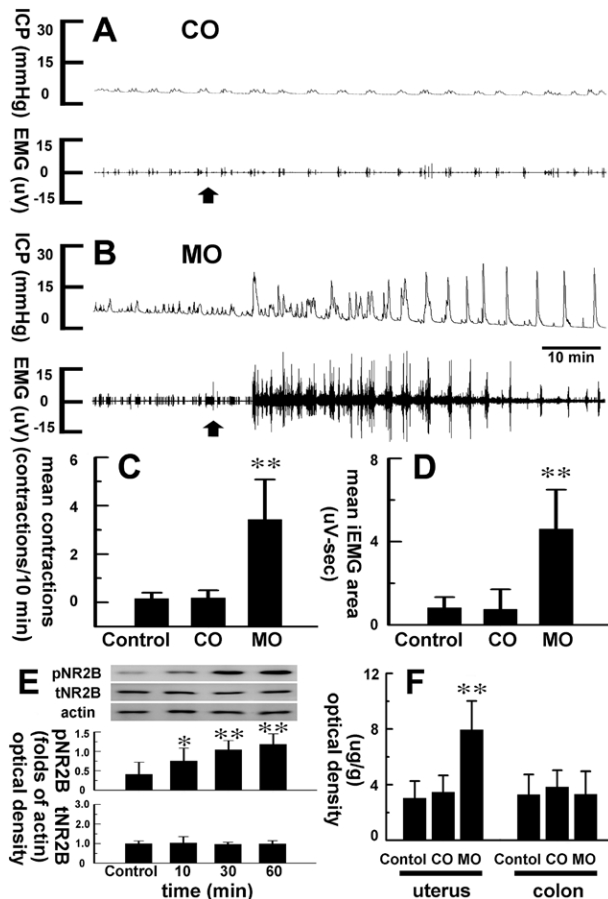 A CO
ICP (mmHg)
30
15
0
EMG (uV)
15
0
-15
B MO
ICP (mmHg)
30
15
0
10 min
EMG (uV)
15
0
-15
C
mean contractions
(contractions/10 min)
6
4
2
0
**
Control CO MO
D
mean iEMG area
(uV-sec)
8
4
0
**
Control CO MO
E
pNR2B
tNR2B
actin
optical density
(folds of actin)
pNR2B
1.5
1.0
0.5
0.0
* ** **
tNR2B
2.0
1.0
0.0
Control 10 30 60
time (min)
F
optical density
(ug/g)
12
8
4
0
**
Contol CO MO Contol CO MO
uterus colon